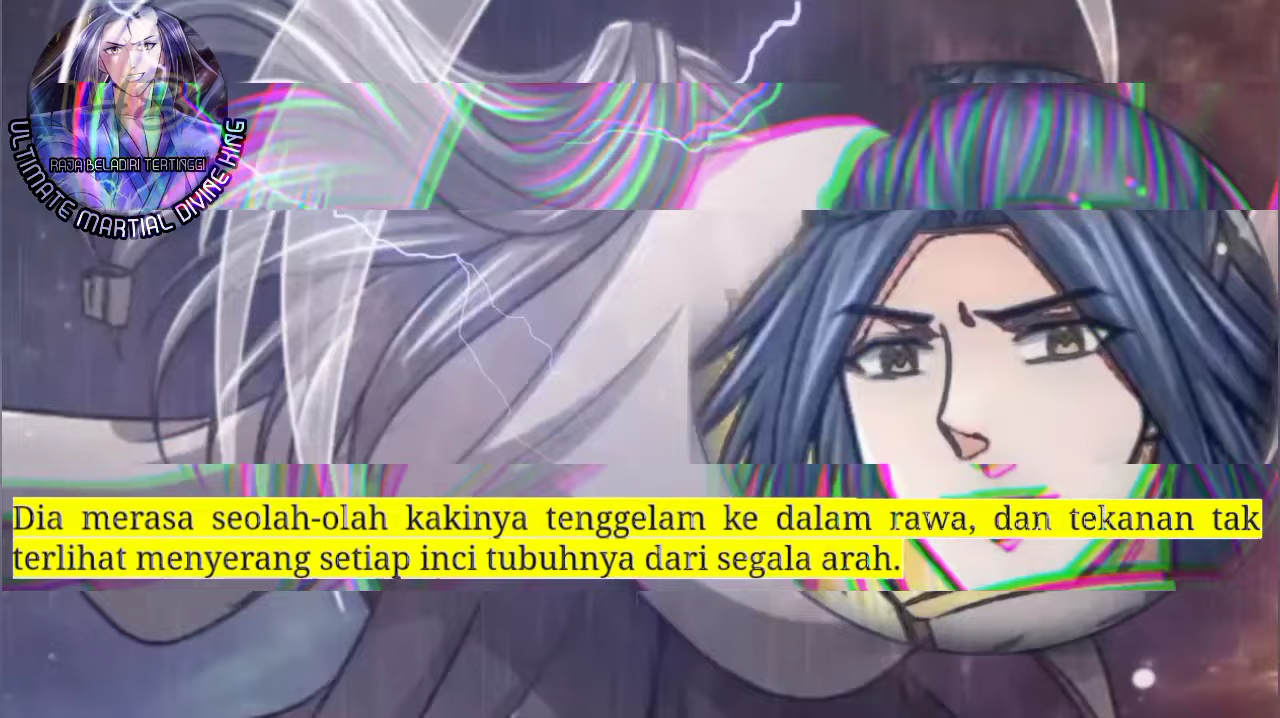 RAJA BELADIRI TERTINGGI
ULTIMATE MARTIAL DIVINE KING
Dia merasa seolah-olah kakinya tenggelam ke dalam rawa, dan tekanan tak
terlihat menyerang setiap inci tubuhnya dari segala arah.